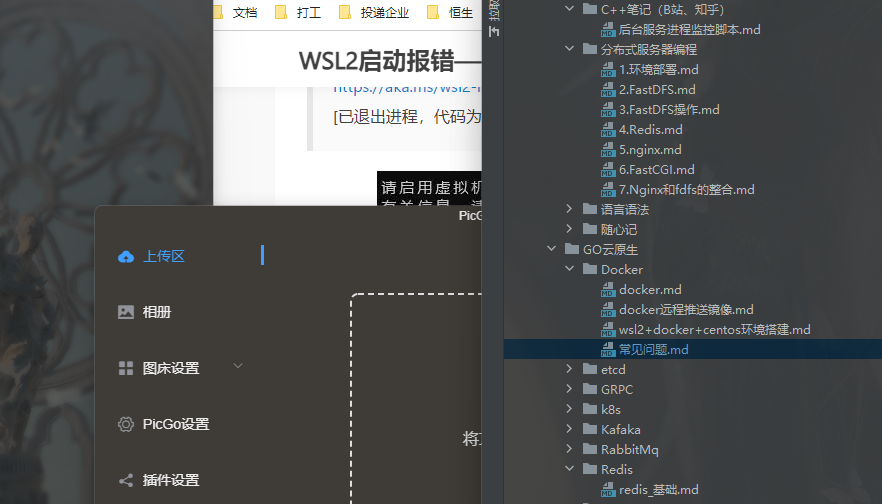 文档
打工
投递企业
恒生
WSL2启动报错—
https://aka.ms/wsl2-
[已退出进程，代码为
请启用虚拟机
有关信息
上传区
相册
图床设置
PicGo设置
插件设置
C++笔记（B站、知乎）
后台服务进程监控脚本.md
分布式服务器编程
1.环境部署.md
2.FastDFS.md
3.FastDFS操作.md
4.Redis.md
5.nginx.md
6.FastCGI.md
7.Nginx和fdfs的整合.md
语言语法
随心记
GO云原生
Docker
docker.md
docker远程推送镜像.md
wsl2+docker+centos环境搭建.md
常见问题.md
etcd
GRPC
k8s
Kafaka
RabbitMq
Redis
redis_基础.md